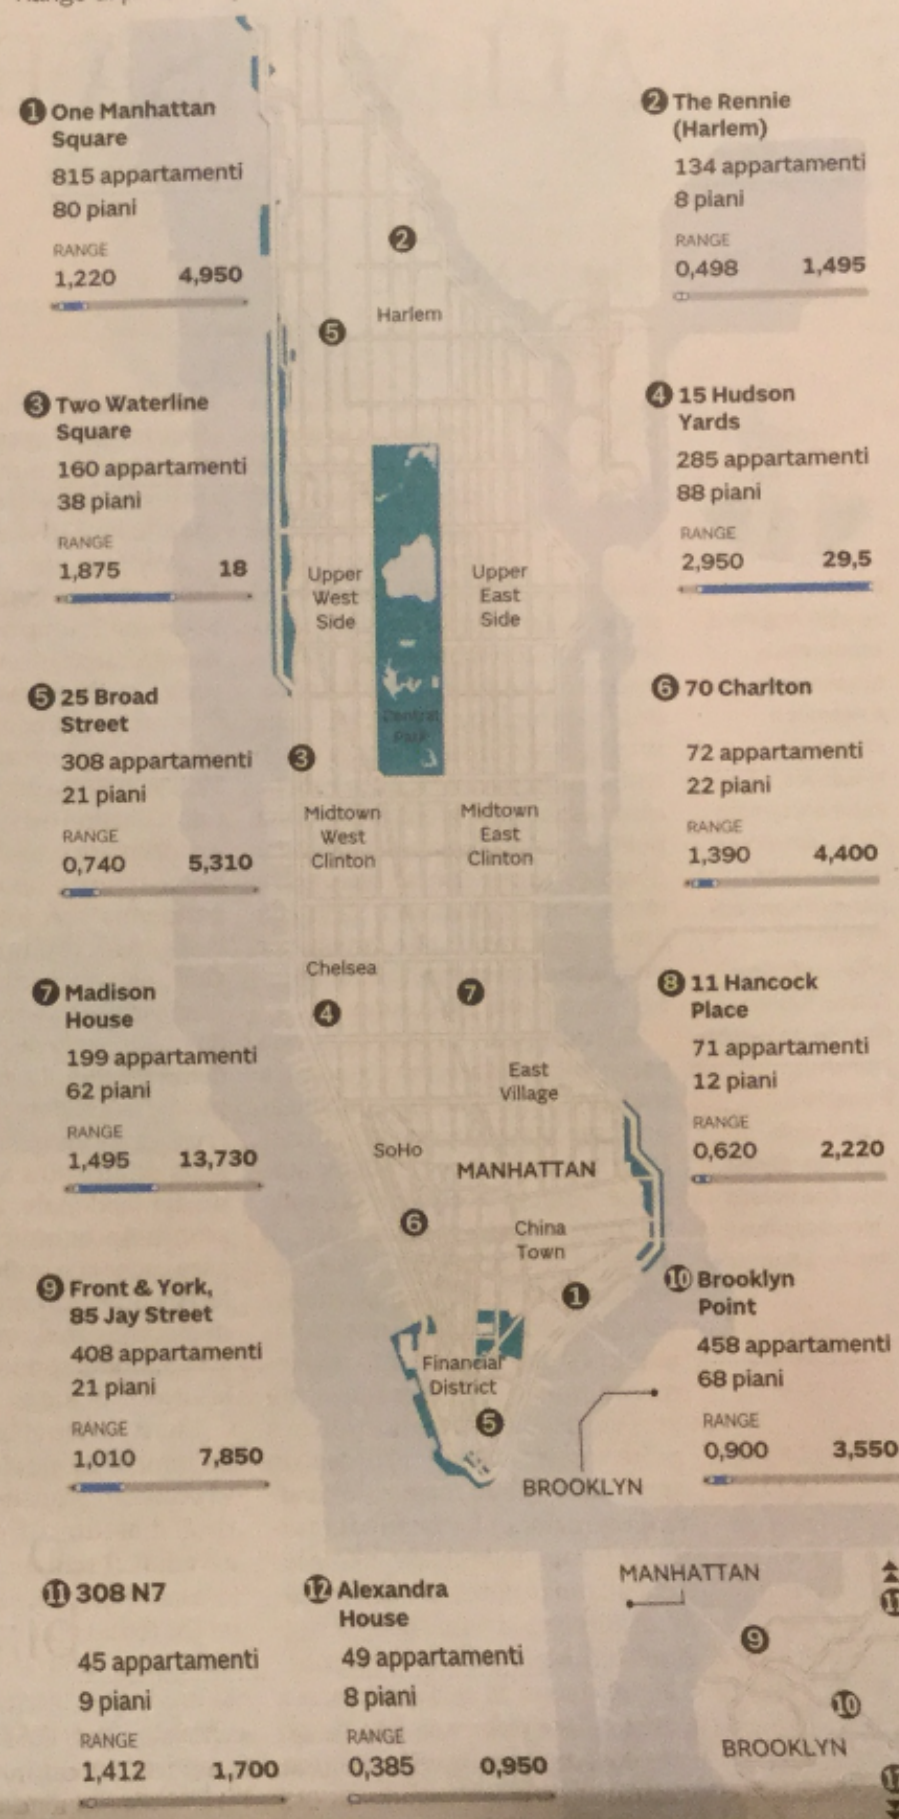 1 One Manhattan
Square
815 appartamenti
80 piani
RANGE
1,220 4,950
2 The Rennie
(Harlem)
134 appartamenti
8 piani
RANGE
0,498 1,495
3 Two Waterline
Square
160 appartamenti
38 piani
RANGE
1,875 18
4 15 Hudson
Yards
285 appartamenti
88 piani
RANGE
2,950 29,5
5 25 Broad
Street
308 appartamenti
21 piani
RANGE
0,740 5,310
6 70 Charlton
72 appartamenti
22 piani
RANGE
1,390 4,400
7 Madison
House
199 appartamenti
62 piani
RANGE
1,495 13,730
8 11 Hancock
Place
71 appartamenti
12 piani
RANGE
0,620 2,220
9 Front & York,
85 Jay Street
408 appartamenti
21 piani
RANGE
1,010 7,850
10 Brooklyn
Point
458 appartamenti
68 piani
RANGE
0,900 3,550
11 308 N7
45 appartamenti
9 piani
RANGE
1,412 1,700
12 Alexandra
House
49 appartamenti
8 piani
RANGE
0,385 0,950
2
Harlem
5
Upper
West
Side
Upper
East
Side
Central
Park
3
Midtown
West
Clinton
Midtown
East
Clinton
Chelsea
4
7
East
Village
SoHo
MANHATTAN
6
China
Town
1
Financial
District
5
BROOKLYN
MANHATTAN
11
9
10
BROOKLYN